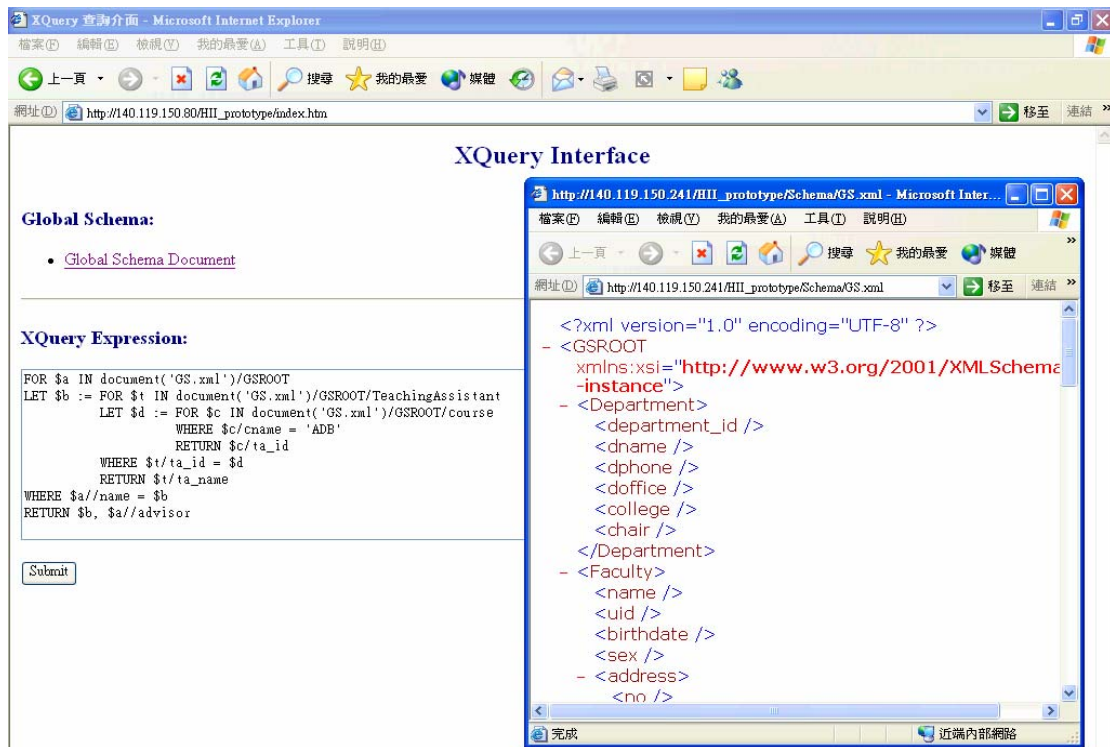 XQuery 查詢介面 - Microsoft Internet Explorer
檔案(F) 編輯(E) 檢視(V) 我的最愛(A) 工具(T) 說明(H)
上一頁 搜尋 我的最愛 媒體
網址(D) http://140.119.150.80/HII_prototype/index.htm 移至 連結 »
XQuery Interface
Global Schema:
• Global Schema Document
XQuery Expression:
FOR $a IN document('GS.xml')/GSROOT
LET $b := FOR $t IN document('GS.xml')/GSROOT/TeachingAssistant
LET $d := FOR $c IN document('GS.xml')/GSROOT/course
WHERE $c/cname = 'ADB'
RETURN $c/ta_id
WHERE $t/ta_id = $d
RETURN $t/ta_name
WHERE $a//name = $b
RETURN $b, $a//advisor
Submit
http://140.119.150.241/HII_prototype/Schema/GS.xml - Microsoft Inter...
檔案(F) 編輯(E) 檢視(V) 我的最愛(A) 工具(T) 說明(H)
上一頁 搜尋 我的最愛 媒體 »
網址(D) http://140.119.150.241/HII_prototype/Schema/GS.xml 移至 連結 »
<?xml version="1.0" encoding="UTF-8" ?>
- <GSROOT
xmlns:xsi="http://www.w3.org/2001/XMLSchema
-instance">
- <Department>
<department_id />
<dname />
<dphone />
<doffice />
<college />
<chair />
</Department>
- <Faculty>
<name />
<uid />
<birthdate />
<sex />
- <address>
<no />
完成 近端內部網路